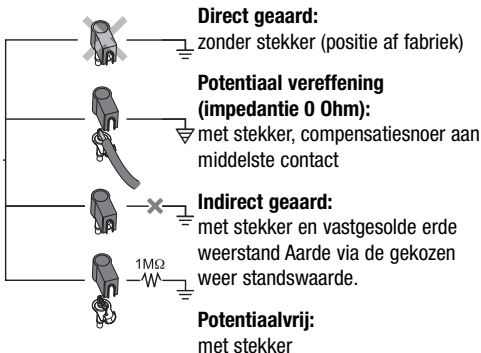 Direct geaard:
zonder stekker (positie af fabriek)
Potentiaal vereffening
(impedantie 0 Ohm):
met stekker, compensatiesnoer aan
middelste contact
Indirect geaard:
met stekker en vastgesolde erde
weerstand Aarde via de gekozen
weer standswaarde.
1MΩ
Potentiaalvrij:
met stekker